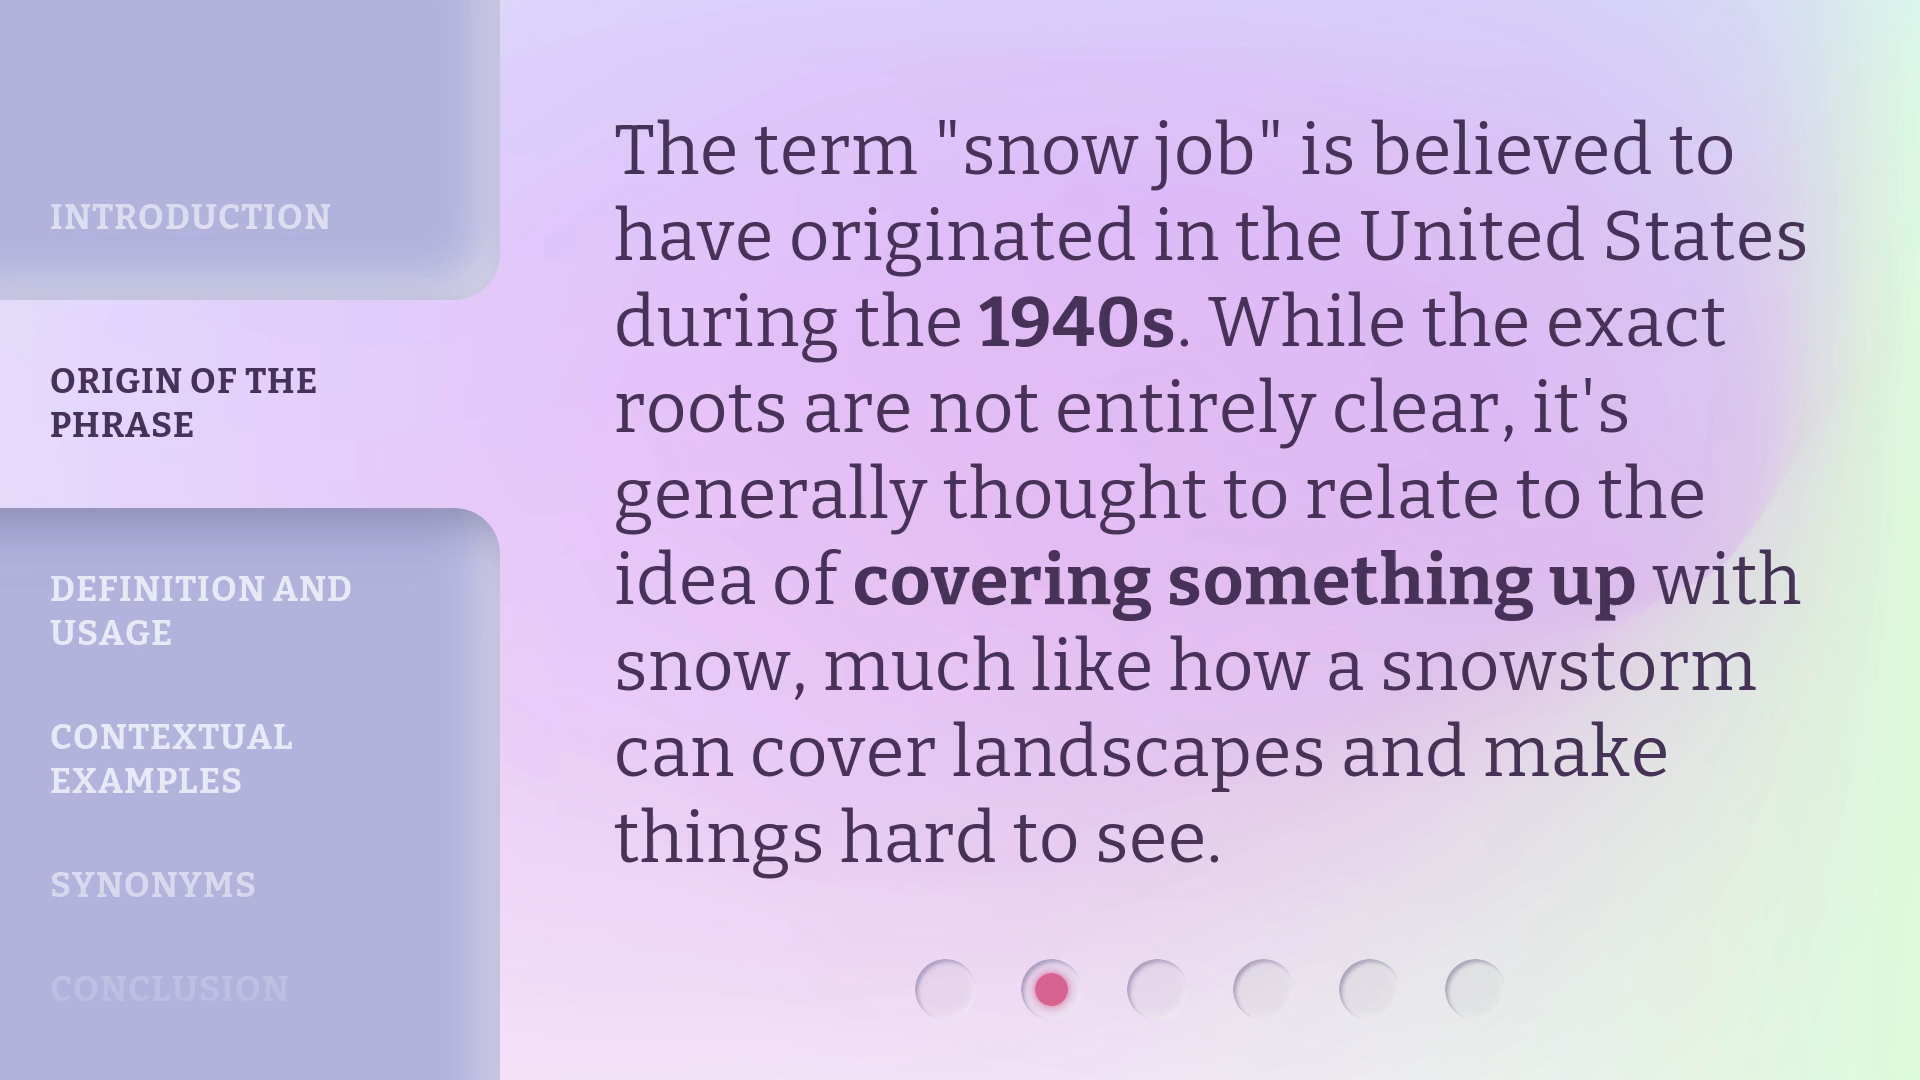 INTRODUCTION
ORIGIN OF THE
PHRASE
DEFINITION AND
USAGE
CONTEXTUAL
EXAMPLES
SYNONYMS
CONCLUSION
The term "snow job" is believed to
have originated in the United States
during the 1940s. While the exact
roots are not entirely clear, it's
generally thought to relate to the
idea of covering something up with
snow, much like how a snowstorm
can cover landscapes and make
things hard to see.